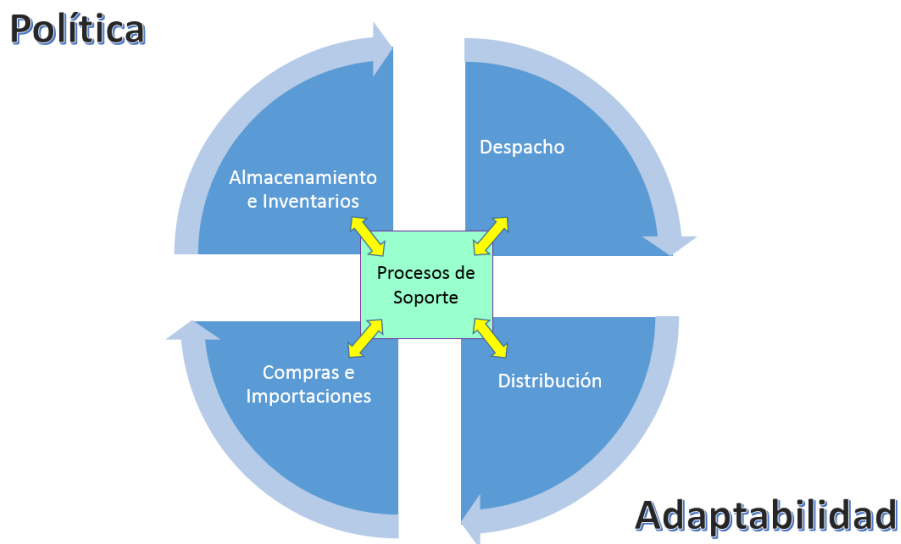 Política
Almacenamiento
e Inventarios
Despacho
Procesos de
Soporte
Compras e
Importaciones
Distribución
Adaptabilidad